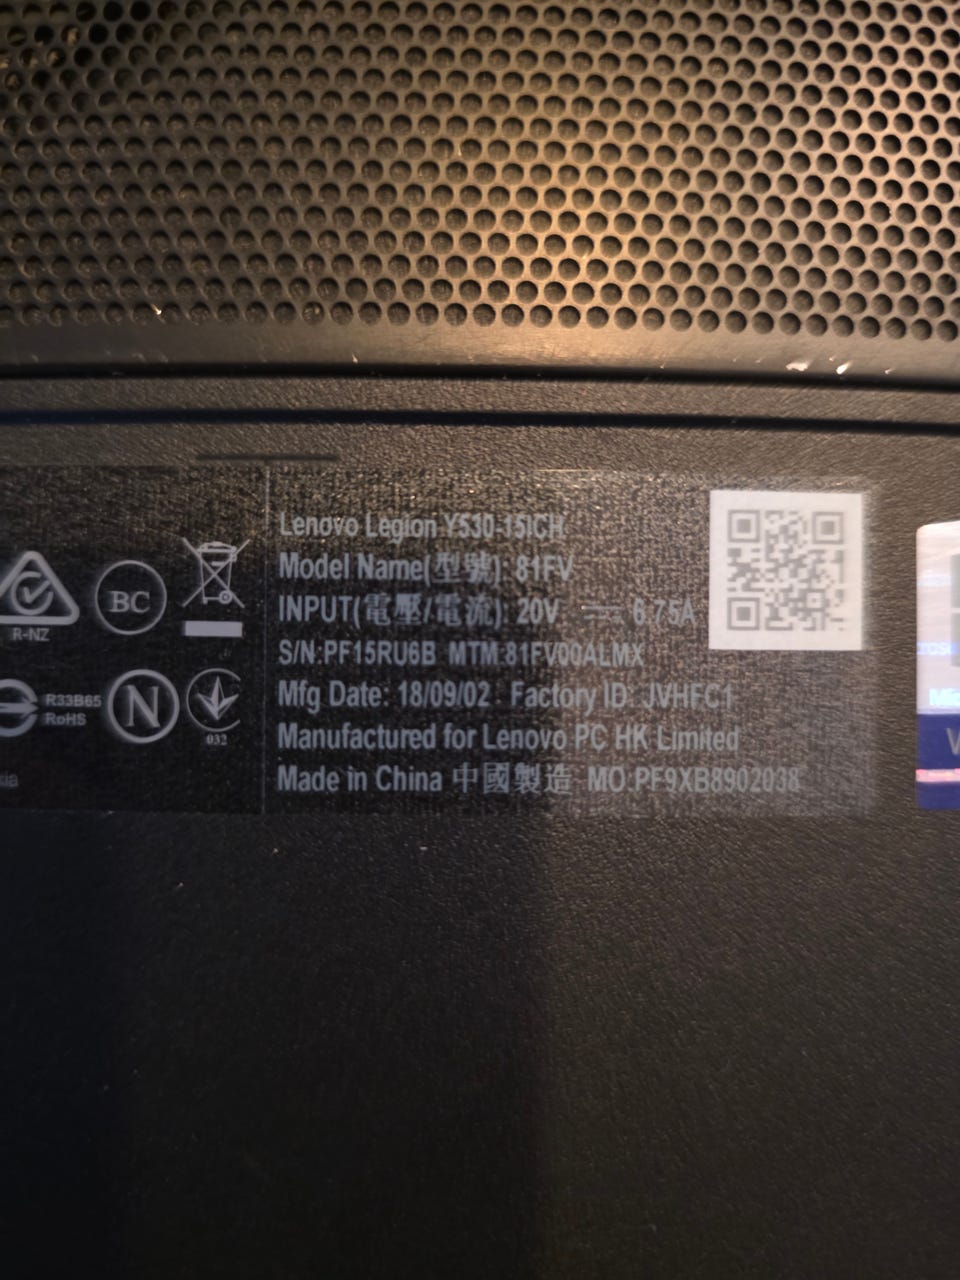 Lenovo Legion Y530-15ICH
Model Name(型號): 81FV
INPUT(電壓/電流): 20V ⎓ 6.75A
S/N:PF15RU6B MTM:81FV00ALMX
Mfg Date: 18/09/02 Factory ID: JVHFC1
Manufactured for Lenovo PC HK Limited
Made in China 中國製造 MO:PF9XB8902038
R-NZ
BC
R33B65
RoHS
N
032